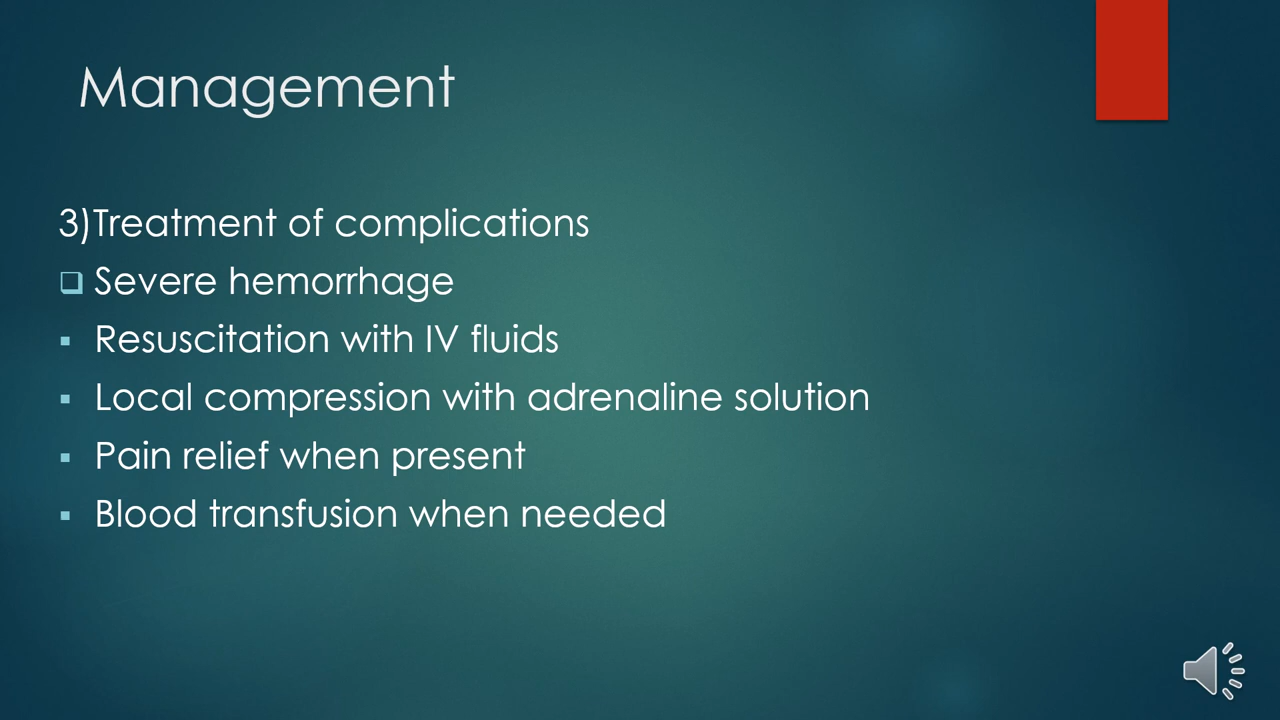 Management
3)Treatment of complications
❑ Severe hemorrhage
▪ Resuscitation with IV fluids
▪ Local compression with adrenaline solution
▪ Pain relief when present
▪ Blood transfusion when needed